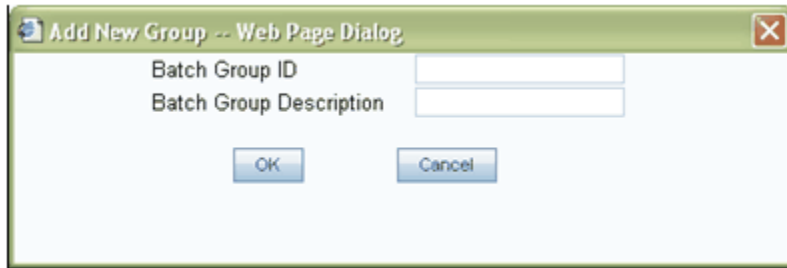 Add New Group -- Web Page Dialog
Batch Group ID
Batch Group Description
OK Cancel